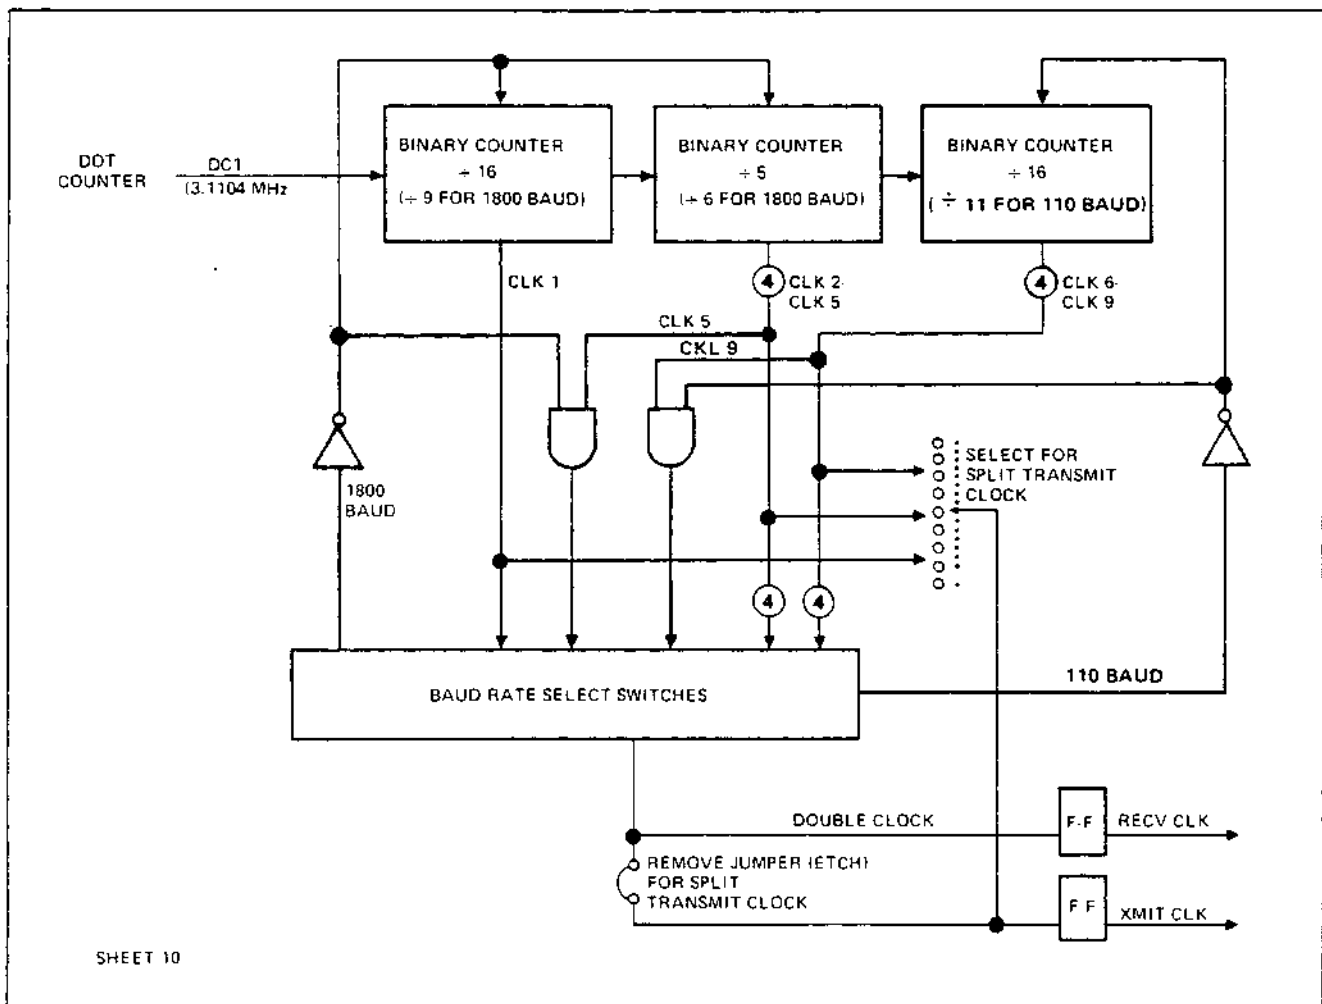 DOT
COUNTER
DC1
(3.1104 MHz
BINARY COUNTER
÷ 16
(÷ 9 FOR 1800 BAUD)
BINARY COUNTER
÷ 5
(÷ 6 FOR 1800 BAUD)
BINARY COUNTER
÷ 16
( ÷ 11 FOR 110 BAUD)
CLK 1
4
CLK 2-
CLK 5
4
CLK 6-
CLK 9
CLK 5
CKL 9
1800
BAUD
SELECT FOR
SPLIT TRANSMIT
CLOCK
4
4
BAUD RATE SELECT SWITCHES
110 BAUD
DOUBLE CLOCK
F-F
RECV CLK
REMOVE JUMPER (ETCH)
FOR SPLIT
TRANSMIT CLOCK
F F
XMIT CLK
SHEET 10